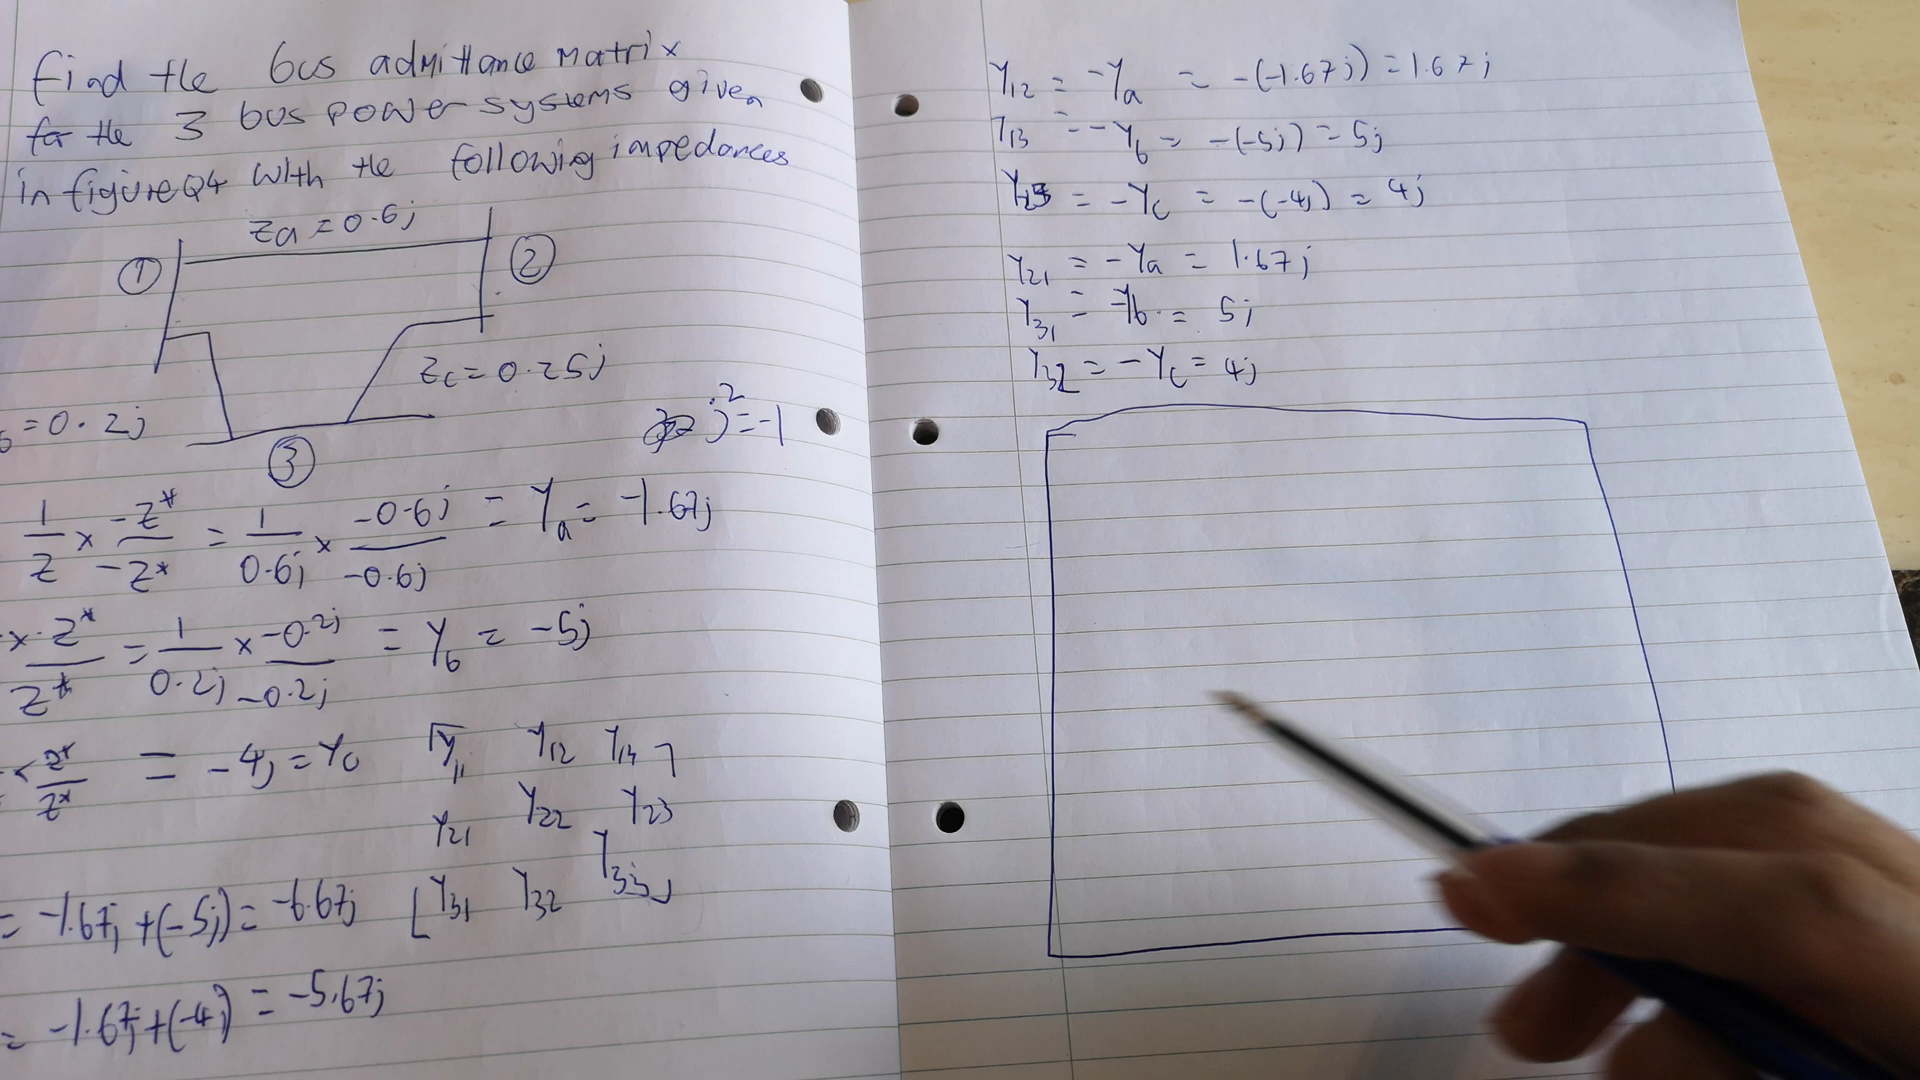 find the bus admittance matrix
for the 3 bus power systems given
in figure Q4 with the following impedances
Za = 0.6j
①
②
Zc = 0.25j
= 0.2j
③
j² = -1
1/Z × -Z*/-Z* = 1/0.6j × -0.6j/-0.6j = Ya = -1.67j
× Z*/Z* = 1/0.2j × -0.2j/-0.2j = Yb = -5j
Z*/Z* = -4j = Yc
[Y11 Y12 Y13]
Y21 Y22 Y23
[Y31 Y32 Y33]
= -1.67j + (-5j) = -6.67j
= -1.67j + (-4j) = -5.67j
Y12 = -Ya = -(-1.67j) = 1.67j
Y13 = -Yb = -(-5j) = 5j
Y23 = -Yc = -(-4j) = 4j
Y21 = -Ya = 1.67j
Y31 = -Yb = 5j
Y32 = -Yc = 4j